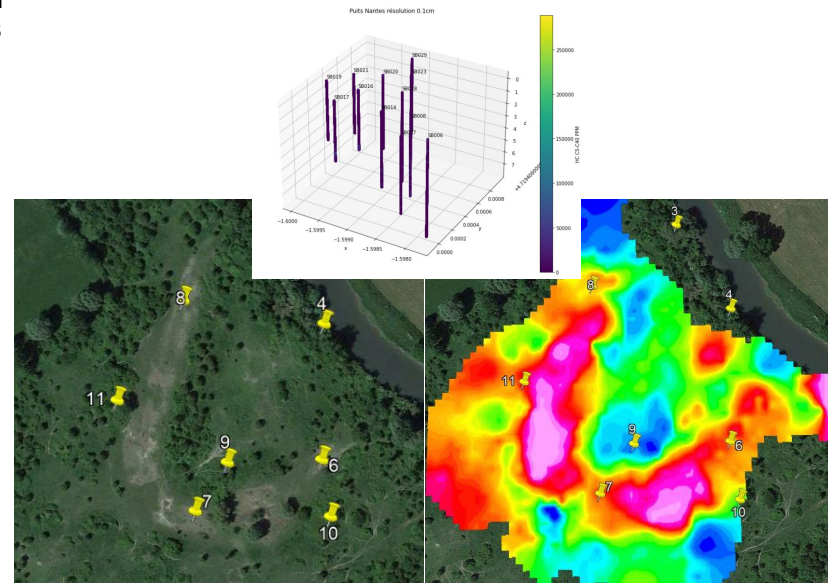 Puits Nantes résolution 0.1cm
SB029
SB021
SB020
SB023
SB019
SB016
SB017
SB014
SB008
SB006
0
1
2
3
4
5
6
7
z
0.0008
0.0006
0.0004
0.0002
0.0000
y
−1.6000
−1.5995
−1.5990
−1.5985
−1.5980
x
250000
200000
150000
100000
50000
0
HC C5-C40 PPM
8
4
11
9
6
7
10
3
8
4
11
9
6
7
10